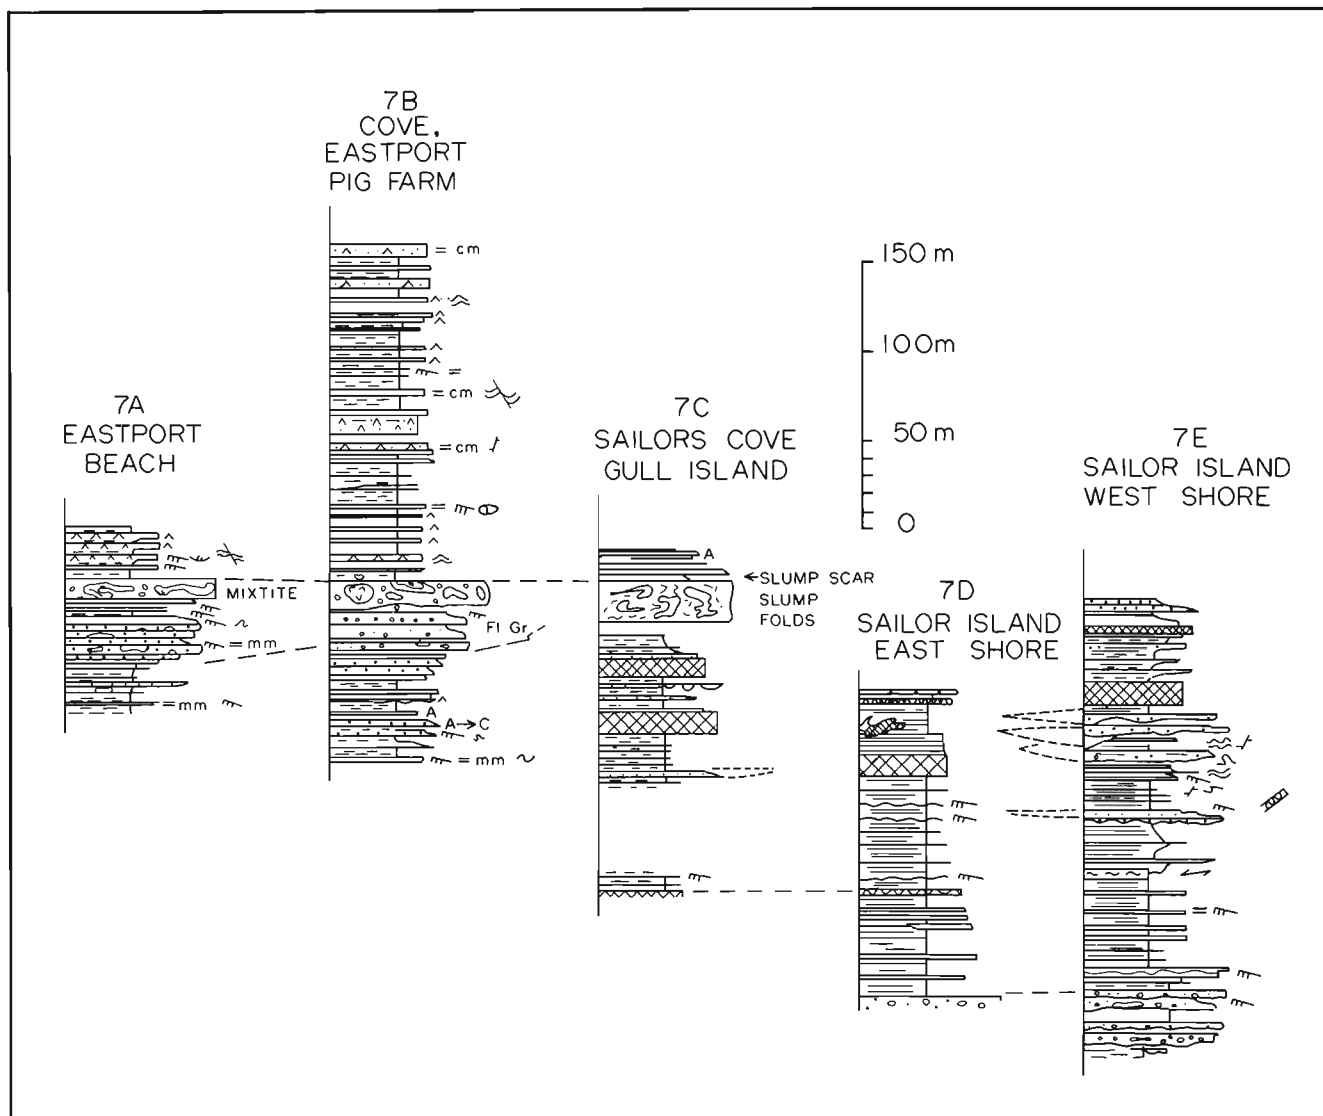 7A
EASTPORT
BEACH
= mm
= mm
MIXTITE
7B
COVE,
EASTPORT
PIG FARM
= cm
=
= cm
= cm
=
Fl Gr
A
A→C
= mm
7C
SAILORS COVE
GULL ISLAND
A
←SLUMP SCAR
SLUMP
FOLDS
150 m
100m
50 m
0
7D
SAILOR ISLAND
EAST SHORE
7E
SAILOR ISLAND
WEST SHORE
=